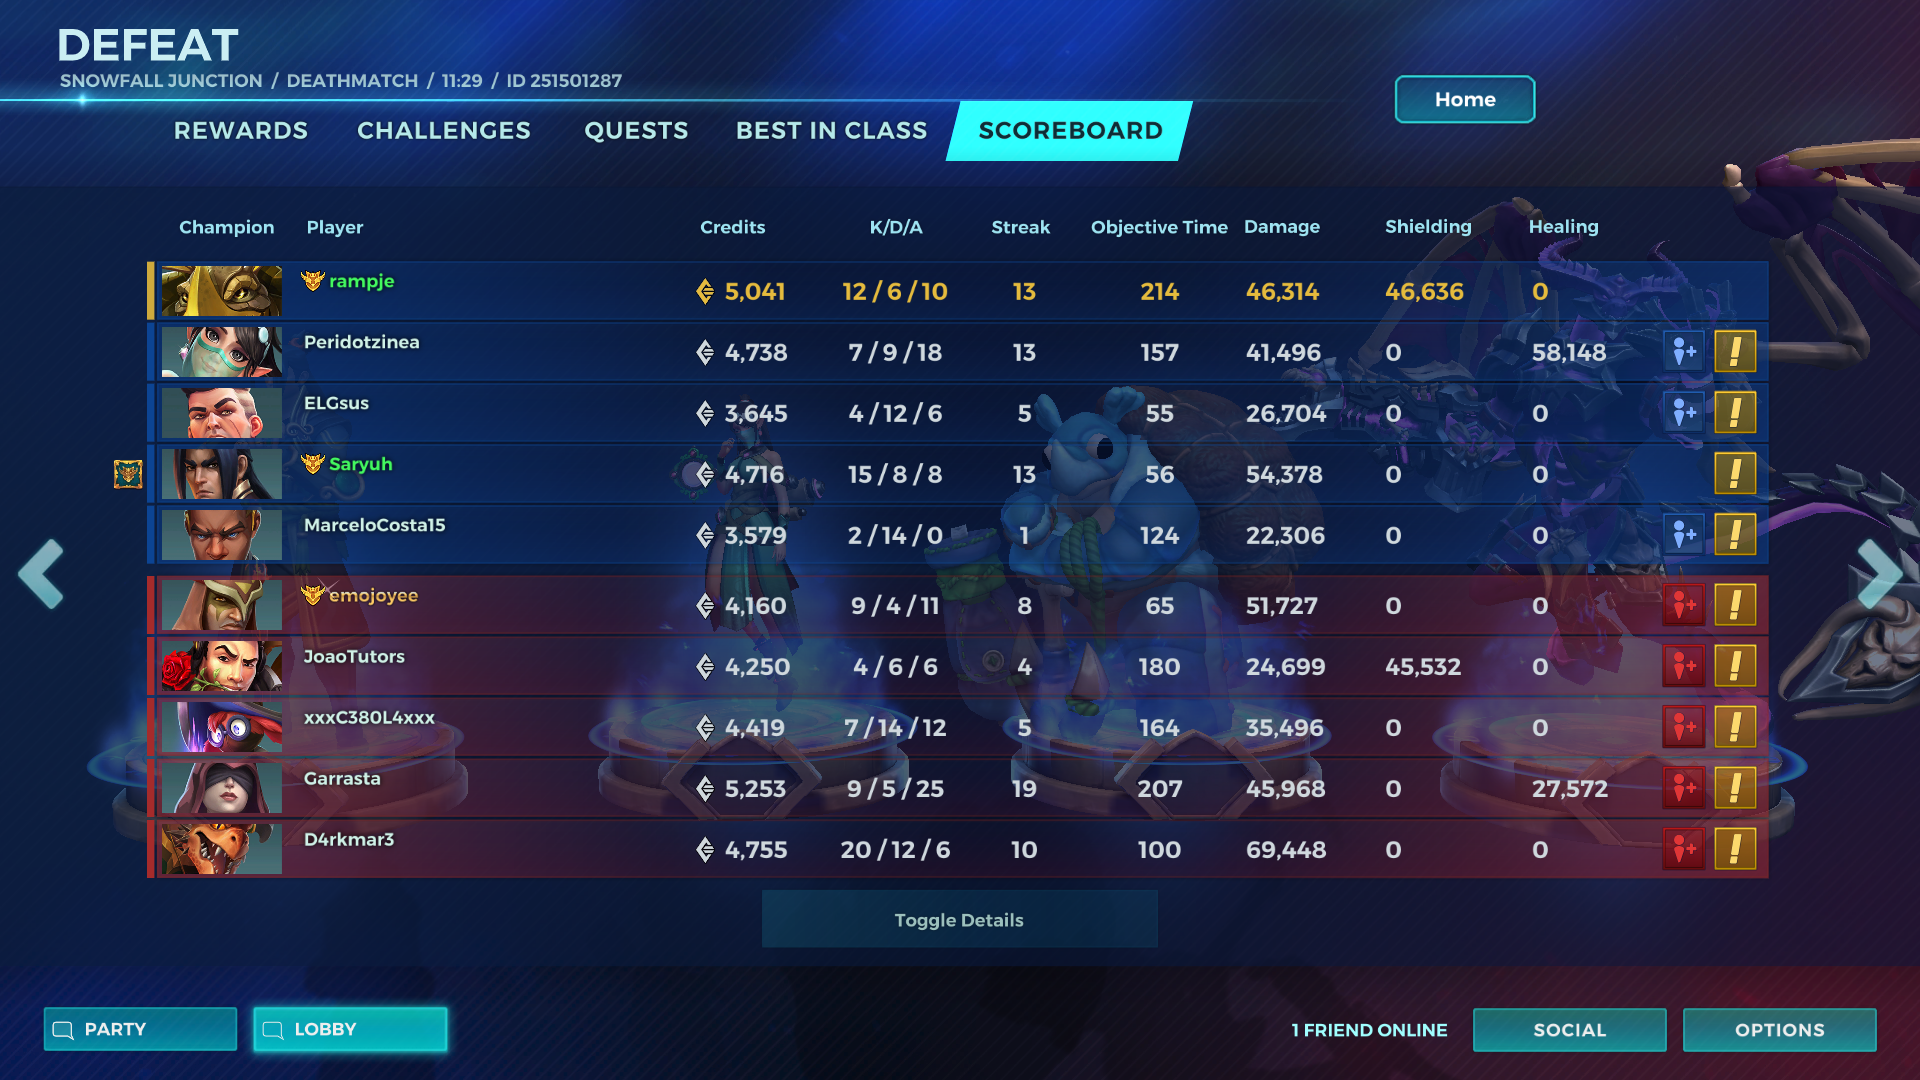 DEFEAT
SNOWFALL JUNCTION / DEATHMATCH / 11:29 / ID 251501287
Home
REWARDS CHALLENGES QUESTS BEST IN CLASS SCOREBOARD
Champion Player Credits K/D/A Streak Objective Time Damage Shielding Healing
rampje 5,041 12 / 6 / 10 13 214 46,314 46,636 0
Peridotzinea 4,738 7 / 9 / 18 13 157 41,496 0 58,148
ELGsus 3,645 4 / 12 / 6 5 55 26,704 0 0
Saryuh 4,716 15 / 8 / 8 13 56 54,378 0 0
MarceloCosta15 3,579 2 / 14 / 0 1 124 22,306 0 0
emojoyee 4,160 9 / 4 / 11 8 65 51,727 0 0
JoaoTutors 4,250 4 / 6 / 6 4 180 24,699 45,532 0
xxxC380L4xxx 4,419 7 / 14 / 12 5 164 35,496 0 0
Garrasta 5,253 9 / 5 / 25 19 207 45,968 0 27,572
D4rkmar3 4,755 20 / 12 / 6 10 100 69,448 0 0
Toggle Details
PARTY LOBBY 1 FRIEND ONLINE SOCIAL OPTIONS